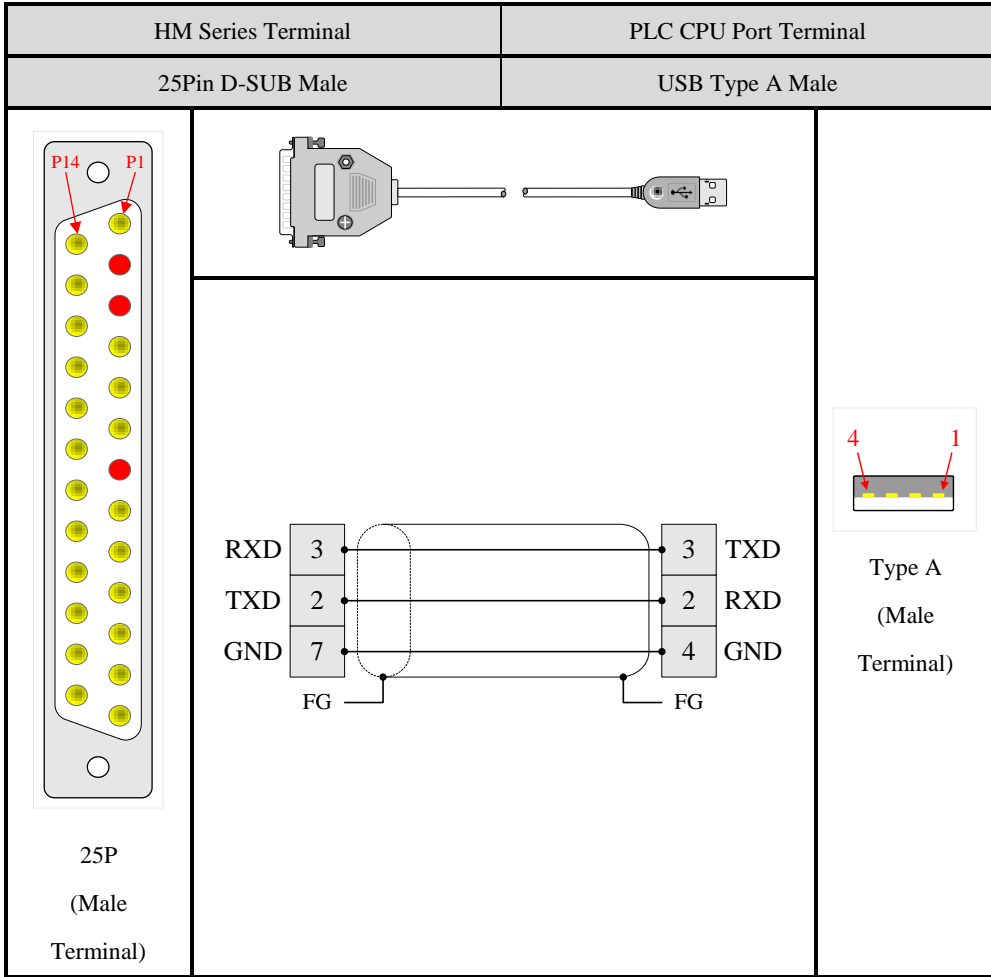 HM Series Terminal
PLC CPU Port Terminal
25Pin D-SUB Male
USB Type A Male
P14
P1
25P
(Male
Terminal)
RXD 3 3 TXD
TXD 2 2 RXD
GND 7 4 GND
FG FG
4
1
Type A
(Male
Terminal)